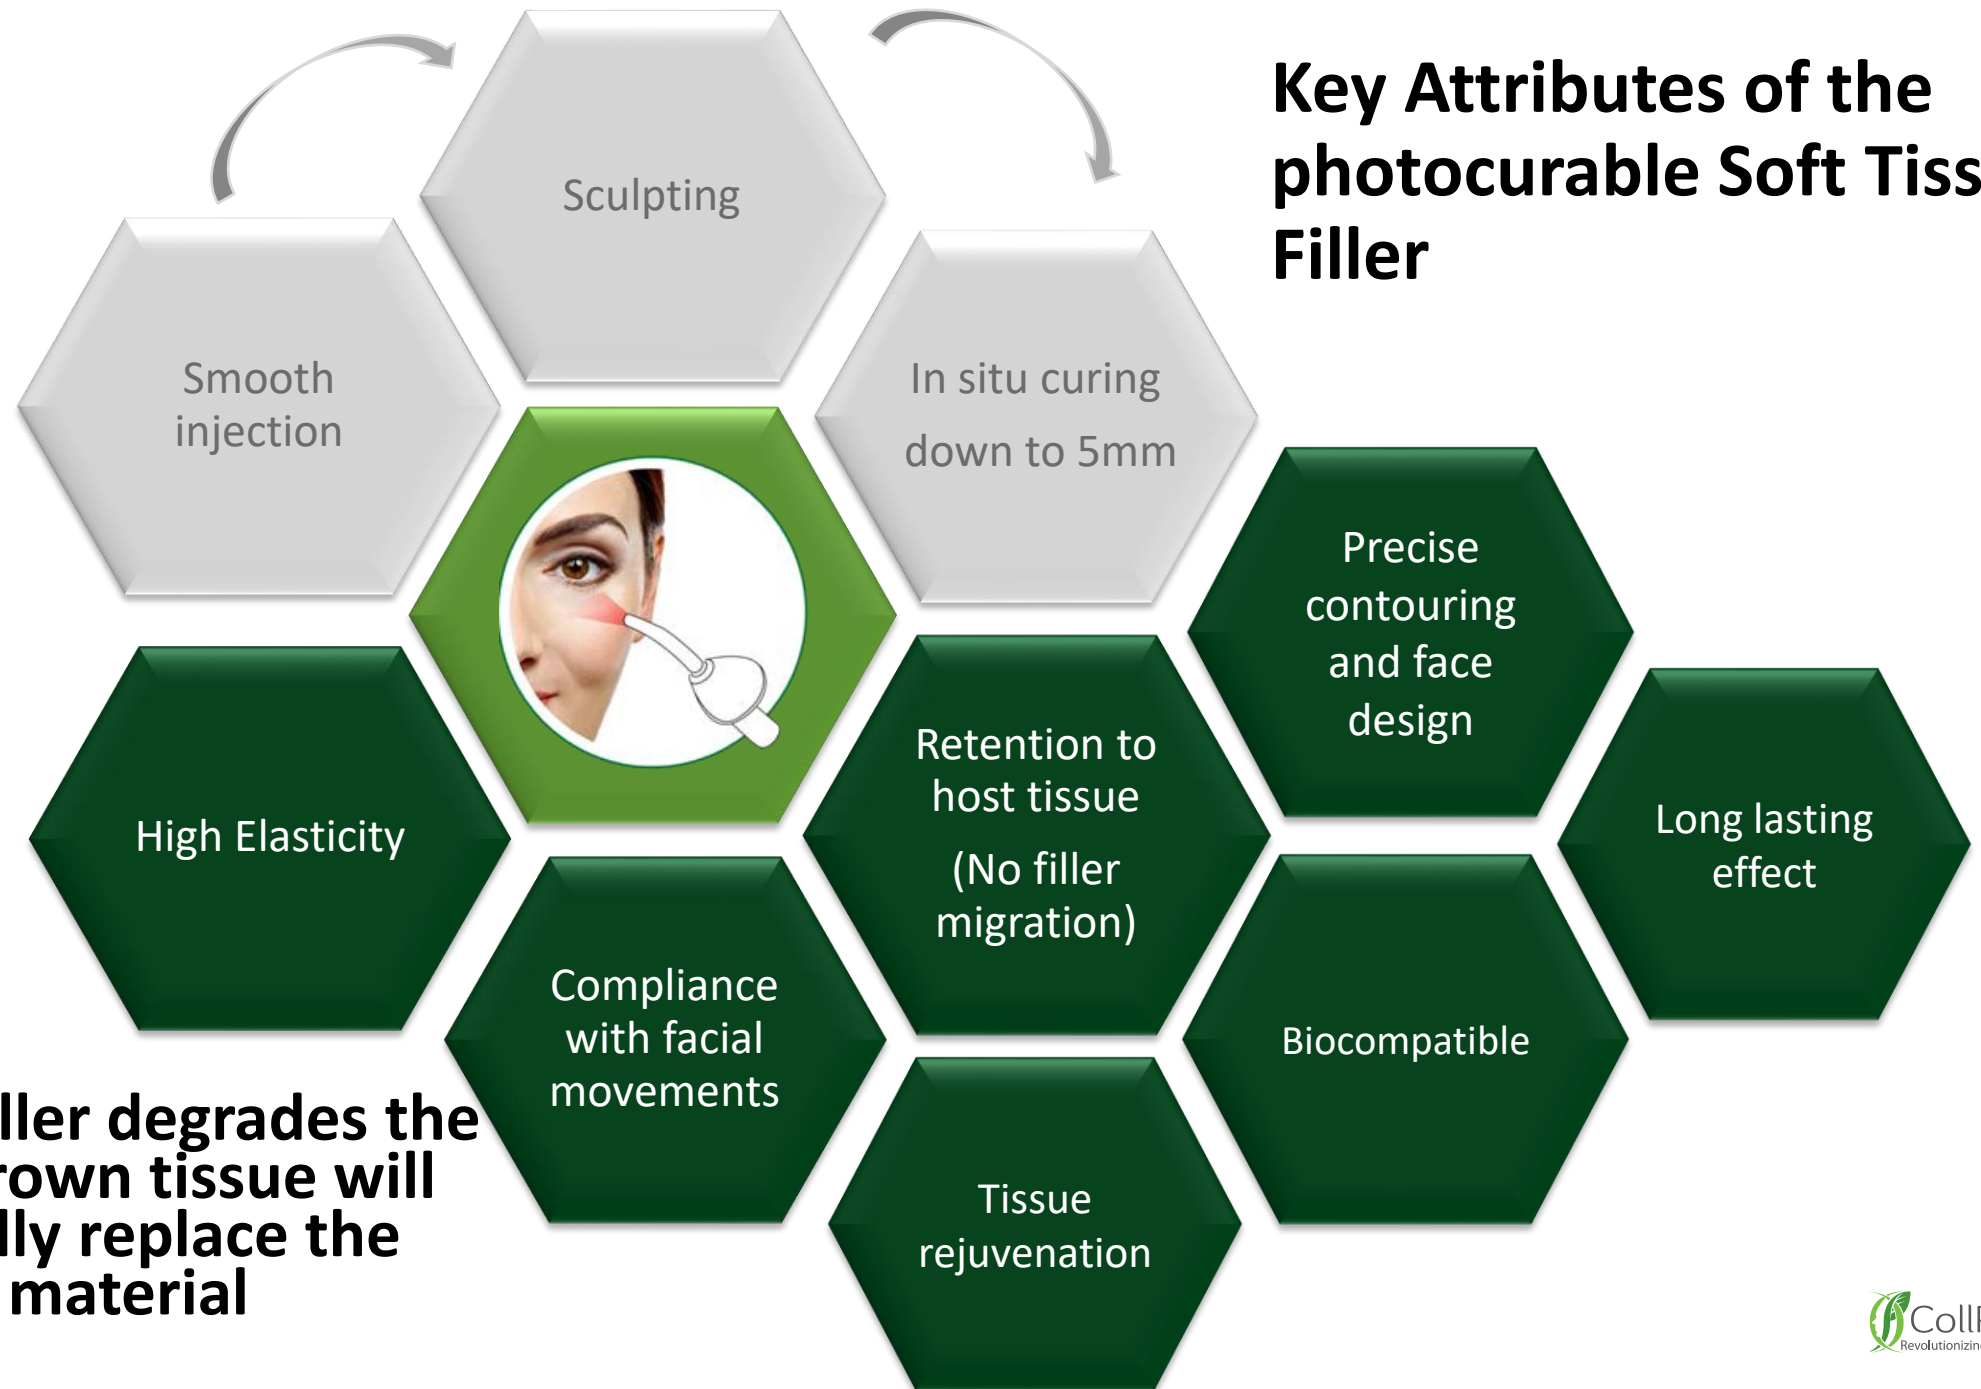 Key Attributes of the
photocurable Soft Tiss
Filler
Sculpting
Smooth
injection
In situ curing
down to 5mm
Precise
contouring
and face
design
Retention to
host tissue
(No filler
migration)
High Elasticity
Long lasting
effect
Compliance
with facial
movements
Biocompatible
Tissue
rejuvenation
ller degrades the
rown tissue will
lly replace the
material
Coll
Revolutionizin